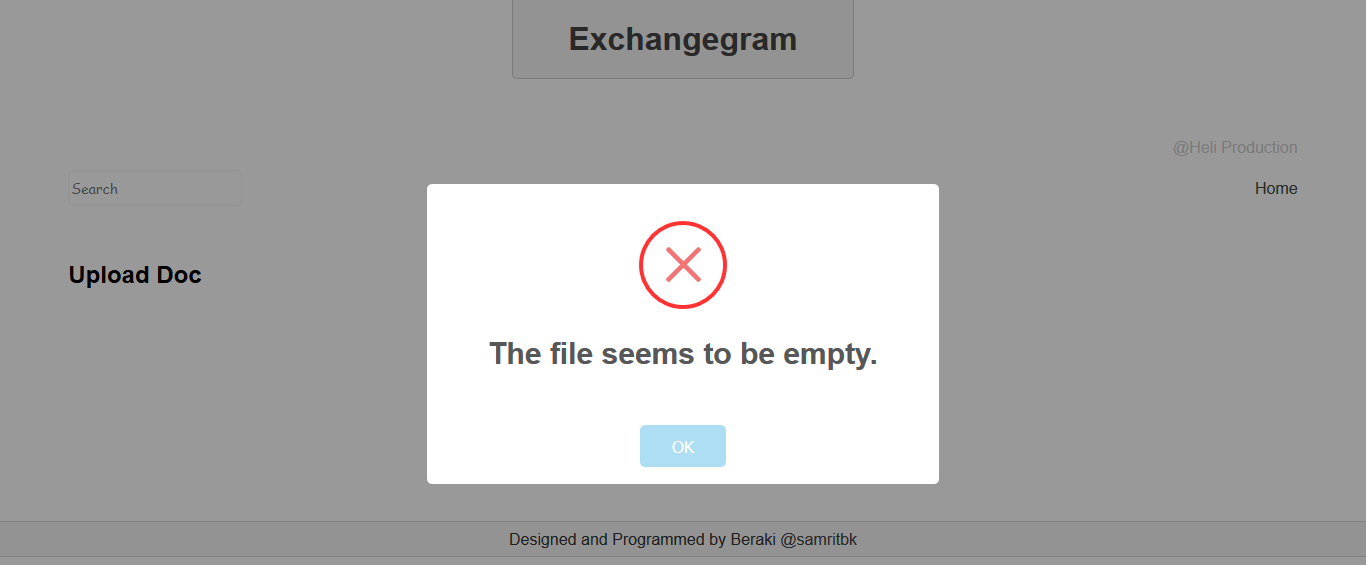 Exchangegram
@Heli Production
Search
Home
Upload Doc
The file seems to be empty.
OK
Designed and Programmed by Beraki @samritbk